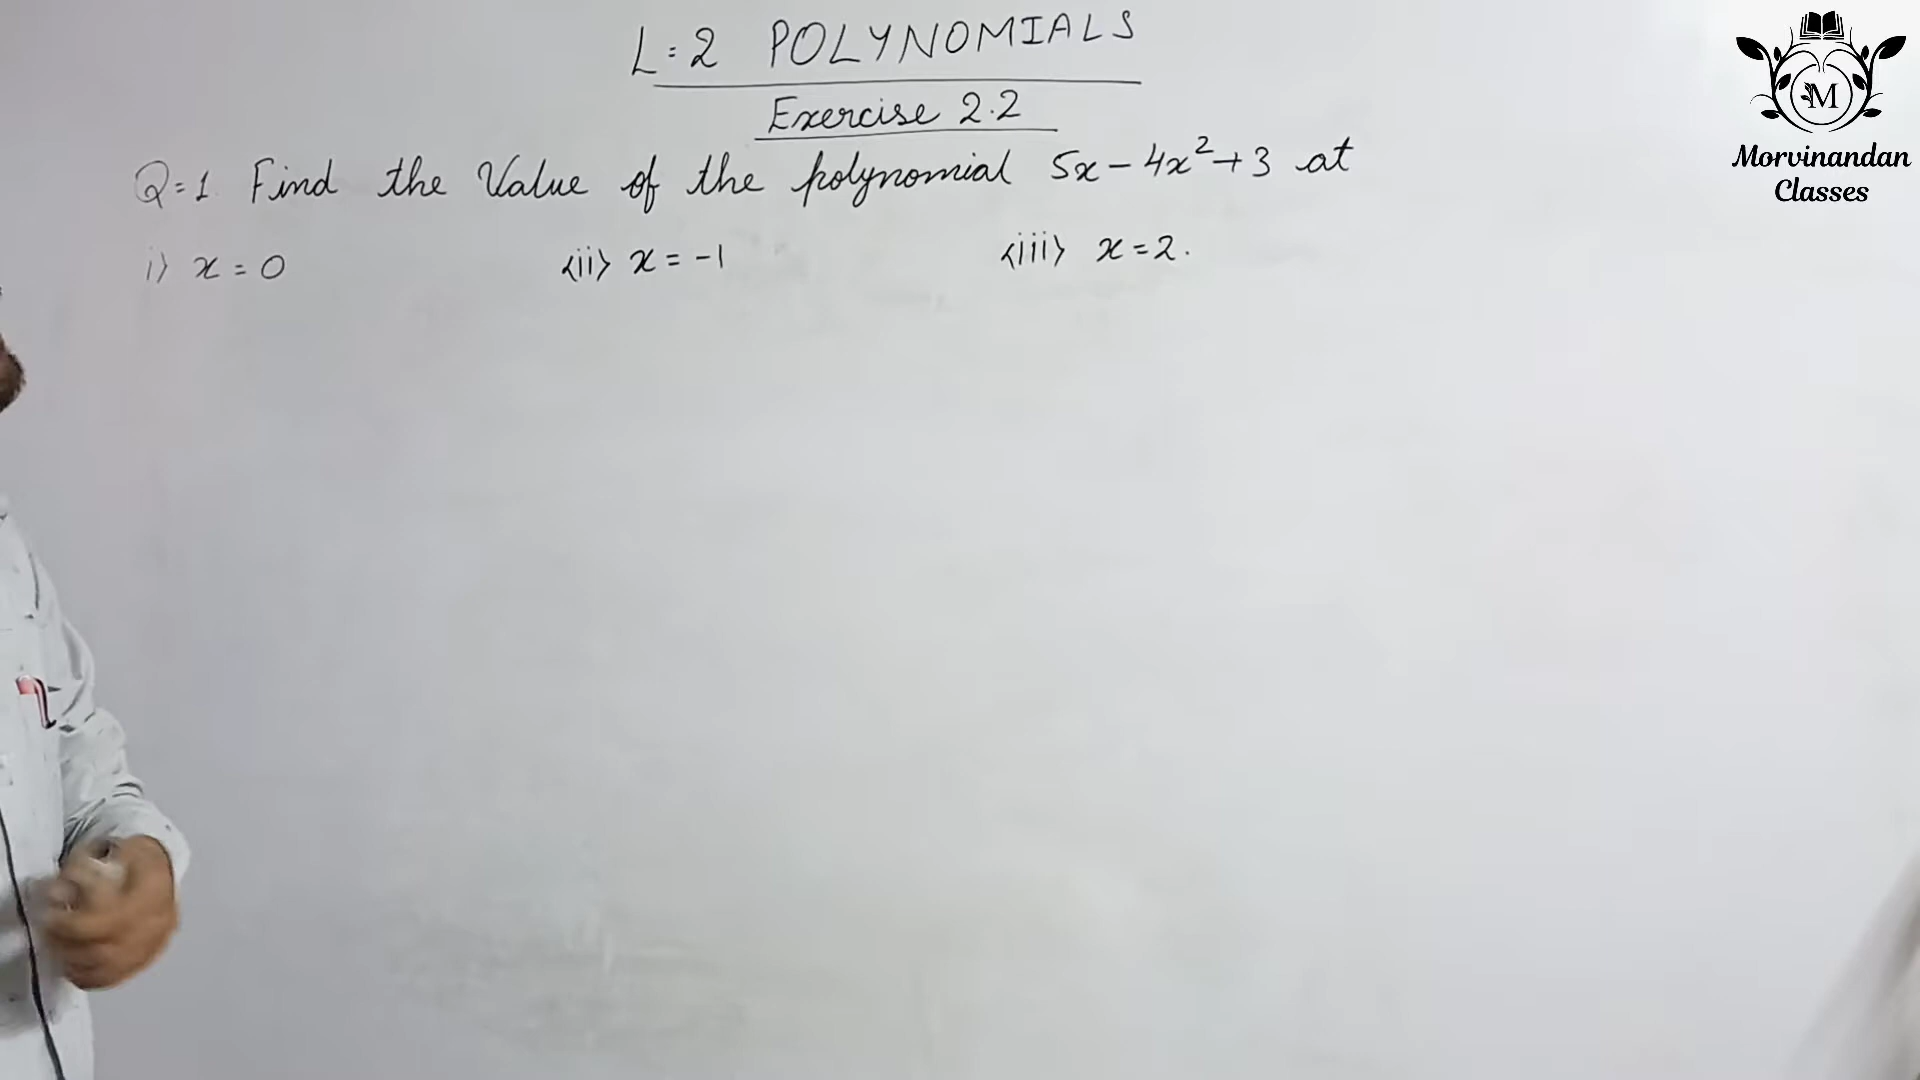 L=2 POLYNOMIALS
Exercise 2.2
Q=1. Find the Value of the polynomial 5x - 4x² + 3 at
i) x = 0 (ii) x = -1 (iii) x = 2.
M
Morvinandan
Classes